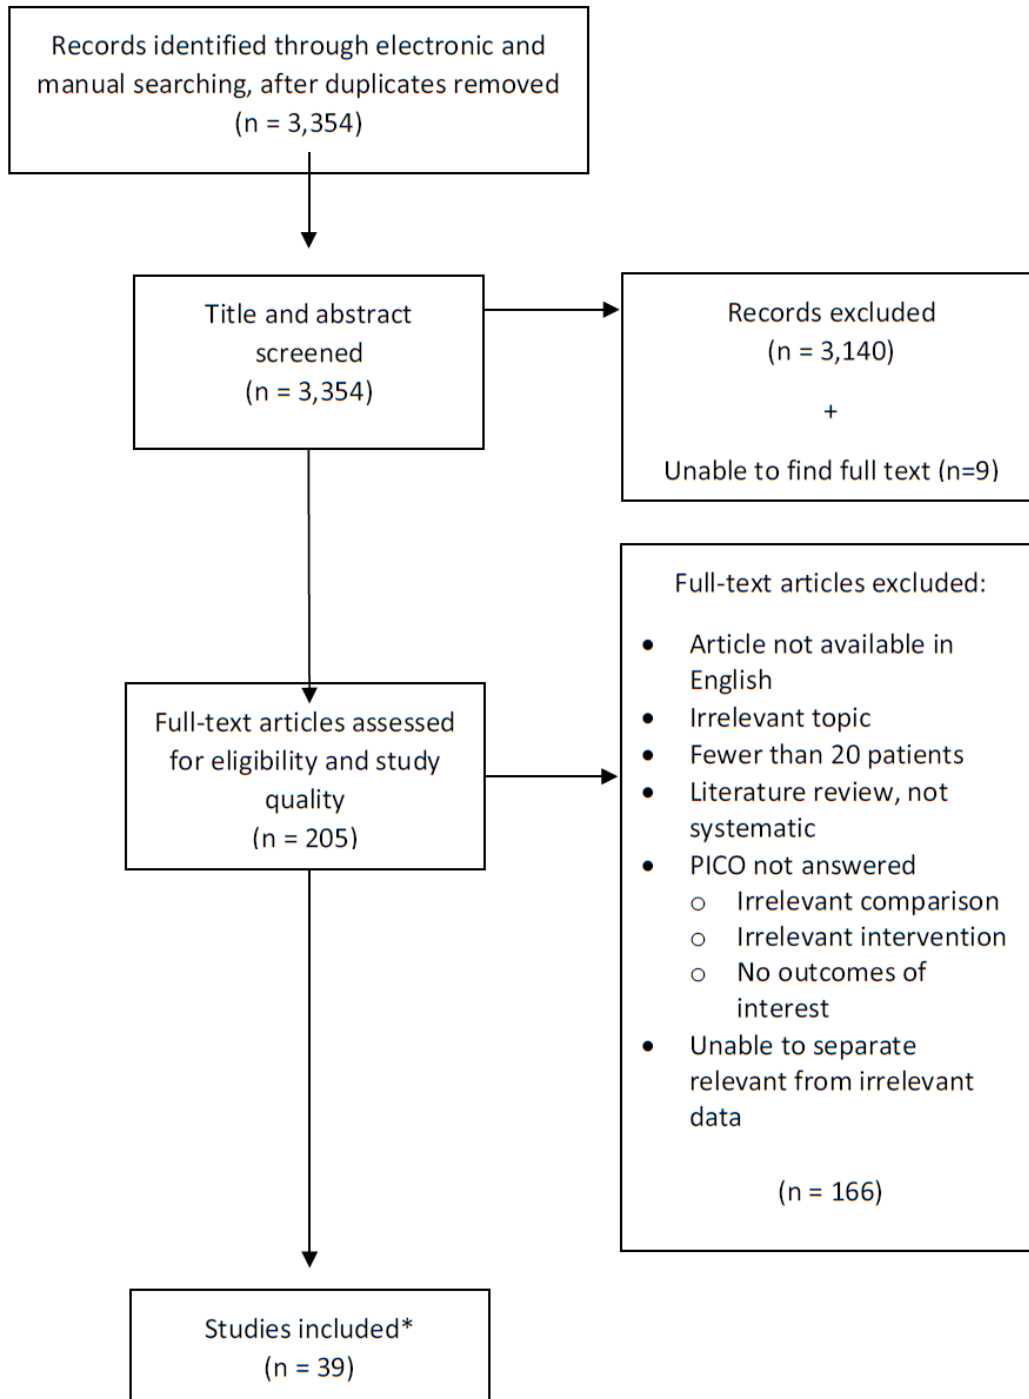 Records identified through electronic and
manual searching, after duplicates removed
(n = 3,354)
Title and abstract
screened
(n = 3,354)
Records excluded
(n = 3,140)
+
Unable to find full text (n=9)
Full-text articles assessed
for eligibility and study
quality
(n = 205)
Full-text articles excluded:
• Article not available in
English
• Irrelevant topic
• Fewer than 20 patients
• Literature review, not
systematic
• PICO not answered
o Irrelevant comparison
o Irrelevant intervention
o No outcomes of
interest
• Unable to separate
relevant from irrelevant
data
(n = 166)
Studies included*
(n = 39)